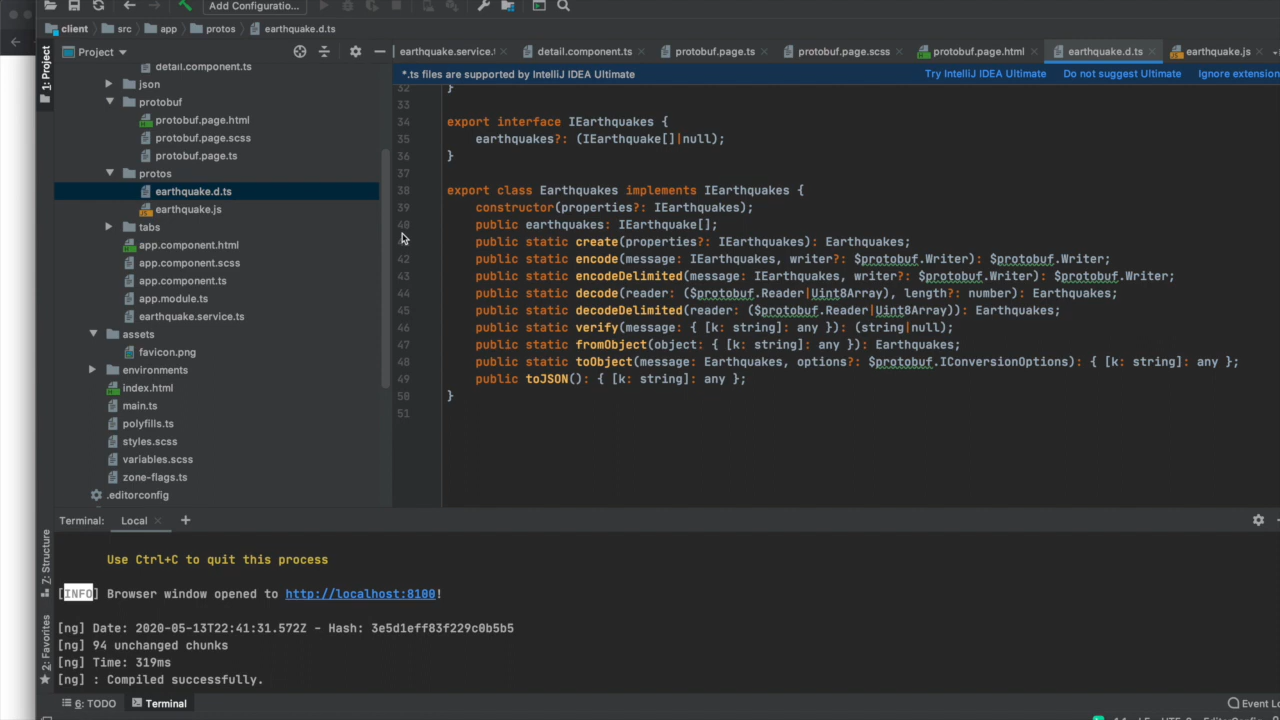 Add Configuration...
client src app protos earthquake.d.ts
1: Project
Project
earthquake.service.t detail.component.ts protobuf.page.ts protobuf.page.scss protobuf.page.html earthquake.d.ts earthquake.js
*.ts files are supported by IntelliJ IDEA Ultimate Try IntelliJ IDEA Ultimate Do not suggest Ultimate Ignore extension
detail.component.ts
json
protobuf
protobuf.page.html
protobuf.page.scss
protobuf.page.ts
protos
earthquake.d.ts
earthquake.js
tabs
app.component.html
app.component.scss
app.component.ts
app.module.ts
earthquake.service.ts
assets
favicon.png
environments
index.html
main.ts
polyfills.ts
styles.scss
variables.scss
zone-flags.ts
.editorconfig
32 }
33
34 export interface IEarthquakes {
35 earthquakes?: (IEarthquake[]|null);
36 }
37
38 export class Earthquakes implements IEarthquakes {
39 constructor(properties?: IEarthquakes);
40 public earthquakes: IEarthquake[];
public static create(properties?: IEarthquakes): Earthquakes;
42 public static encode(message: IEarthquakes, writer?: $protobuf.Writer): $protobuf.Writer;
43 public static encodeDelimited(message: IEarthquakes, writer?: $protobuf.Writer): $protobuf.Writer;
44 public static decode(reader: ($protobuf.Reader|Uint8Array), length?: number): Earthquakes;
45 public static decodeDelimited(reader: ($protobuf.Reader|Uint8Array)): Earthquakes;
46 public static verify(message: { [k: string]: any }): (string|null);
47 public static fromObject(object: { [k: string]: any }): Earthquakes;
48 public static toObject(message: Earthquakes, options?: $protobuf.IConversionOptions): { [k: string]: any };
49 public toJSON(): { [k: string]: any };
50 }
51
7: Structure
2: Favorites
Terminal: Local +
Use Ctrl+C to quit this process
[INFO] Browser window opened to http://localhost:8100!
[ng] Date: 2020-05-13T22:41:31.572Z - Hash: 3e5d1eff83f229c0b5b5
[ng] 94 unchanged chunks
[ng] Time: 319ms
[ng] : Compiled successfully.
6: TODO Terminal Event Lo